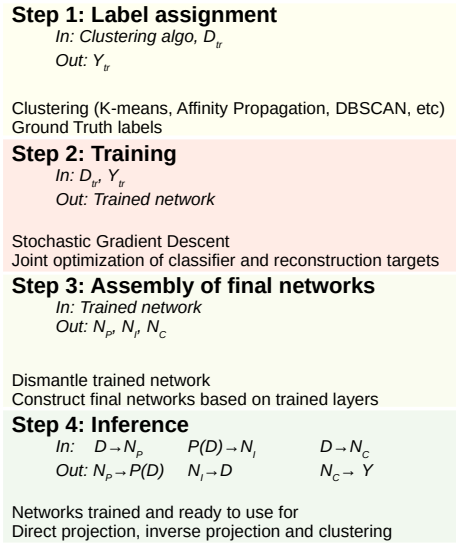 Step 1: Label assignment
In: Clustering algo, D_tr
Out: Y_tr
Clustering (K-means, Affinity Propagation, DBSCAN, etc)
Ground Truth labels
Step 2: Training
In: D_tr, Y_tr
Out: Trained network
Stochastic Gradient Descent
Joint optimization of classifier and reconstruction targets
Step 3: Assembly of final networks
In: Trained network
Out: N_P, N_I, N_C
Dismantle trained network
Construct final networks based on trained layers
Step 4: Inference
In: D→N_P P(D)→N_I D→N_C
Out: N_P→P(D) N_I→D N_C→ Y
Networks trained and ready to use for
Direct projection, inverse projection and clustering